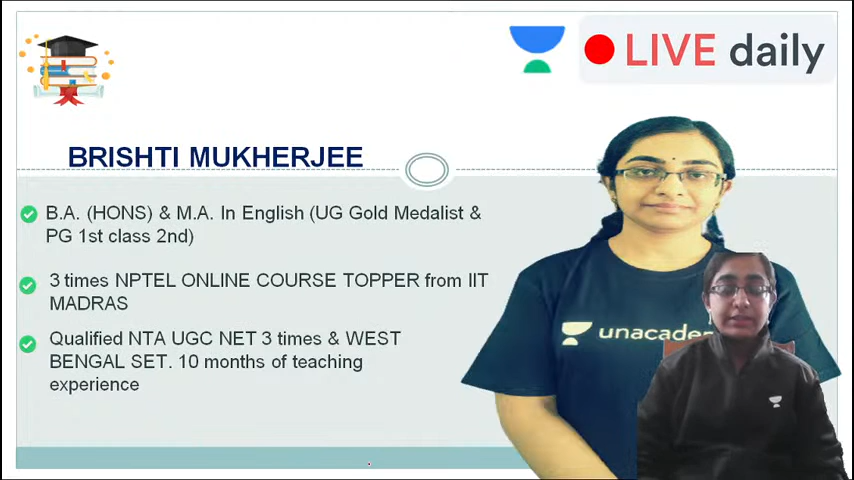 LIVE daily
BRISHTI MUKHERJEE
B.A. (HONS) & M.A. In English (UG Gold Medalist &
PG 1st class 2nd)
3 times NPTEL ONLINE COURSE TOPPER from IIT
MADRAS
Qualified NTA UGC NET 3 times & WEST
BENGAL SET. 10 months of teaching
experience
unacadem